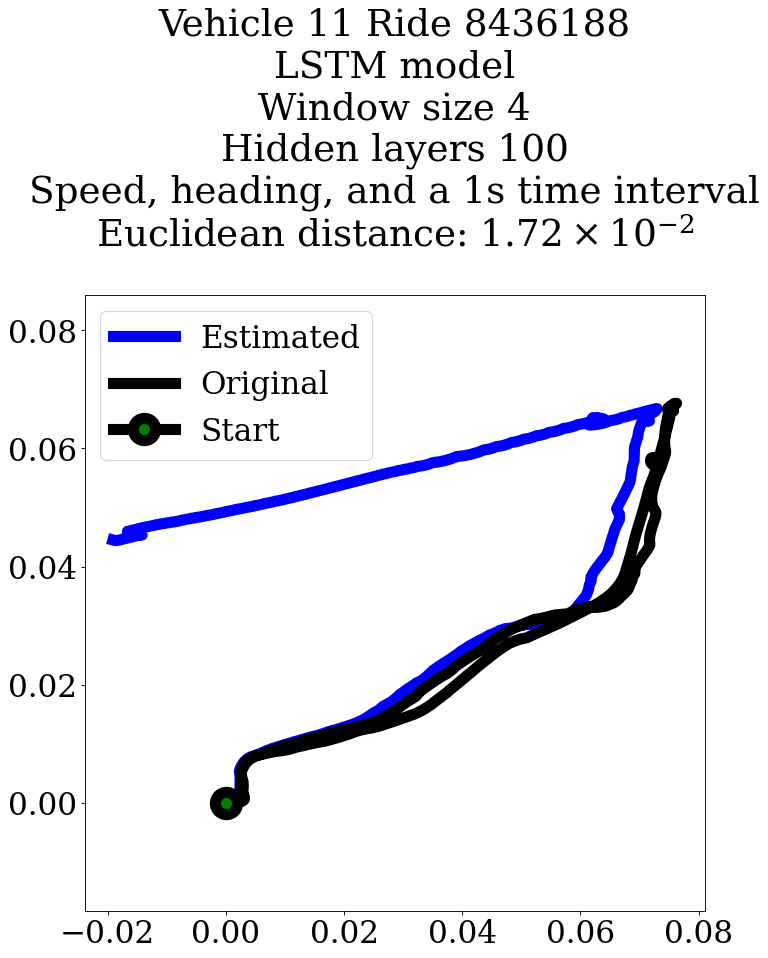 Vehicle 11 Ride 8436188
LSTM model
Window size 4
Hidden layers 100
Speed, heading, and a 1s time interval
Euclidean distance: 1.72 × 10⁻²
Estimated
Original
Start
0.08
0.06
0.04
0.02
0.00
−0.02 0.00 0.02 0.04 0.06 0.08